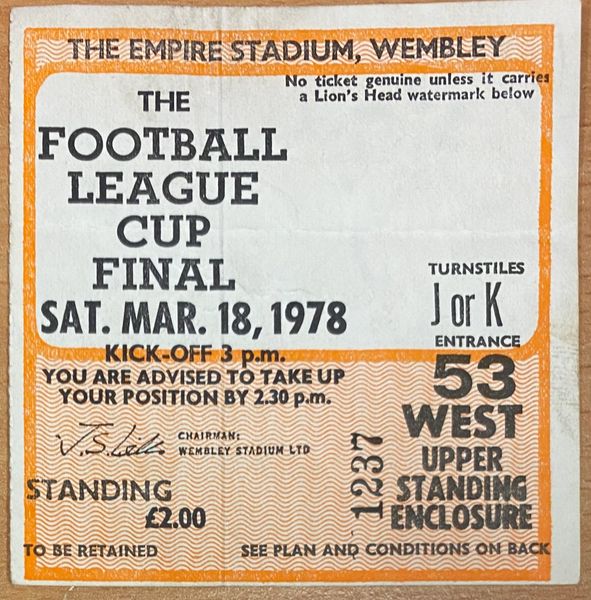 THE EMPIRE STADIUM, WEMBLEY
No ticket genuine unless it carries
a Lion's Head watermark below
THE
FOOTBALL
LEAGUE
CUP
FINAL
SAT. MAR. 18, 1978
KICK-OFF 3 p.m.
YOU ARE ADVISED TO TAKE UP
YOUR POSITION BY 2.30 p.m.
CHAIRMAN:
WEMBLEY STADIUM LTD
STANDING
£2.00
TURNSTILES
J or K
ENTRANCE
53
WEST
UPPER
STANDING
ENCLOSURE
1237
TO BE RETAINED
SEE PLAN AND CONDITIONS ON BACK